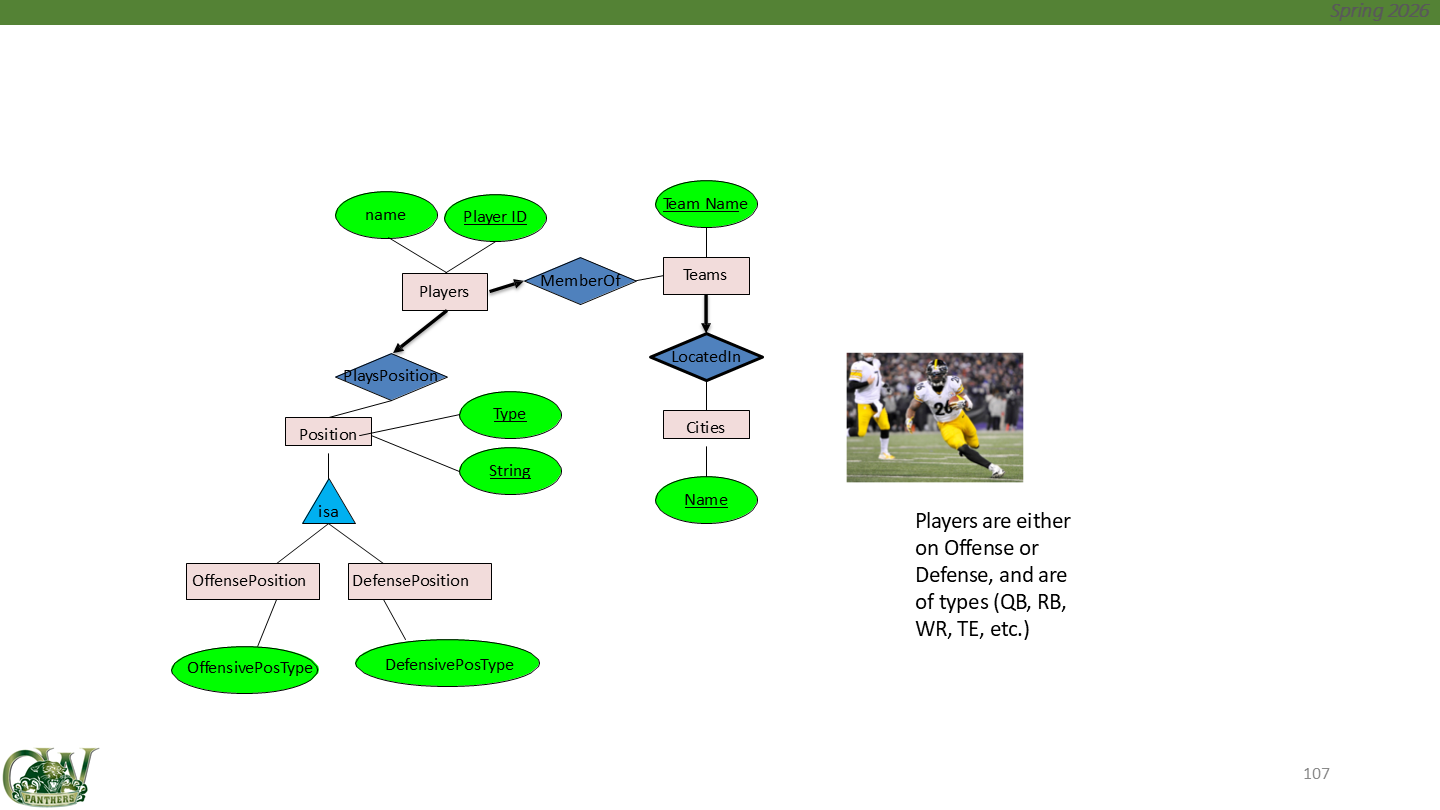 Spring 2026
name
Player ID
Team Name
Players
MemberOf
Teams
PlaysPosition
LocatedIn
Position
Type
String
Cities
Name
isa
OffensePosition
DefensePosition
OffensivePosType
DefensivePosType
26
Players are either
on Offense or
Defense, and are
of types (QB, RB,
WR, TE, etc.)
OW
PANTHERS
107